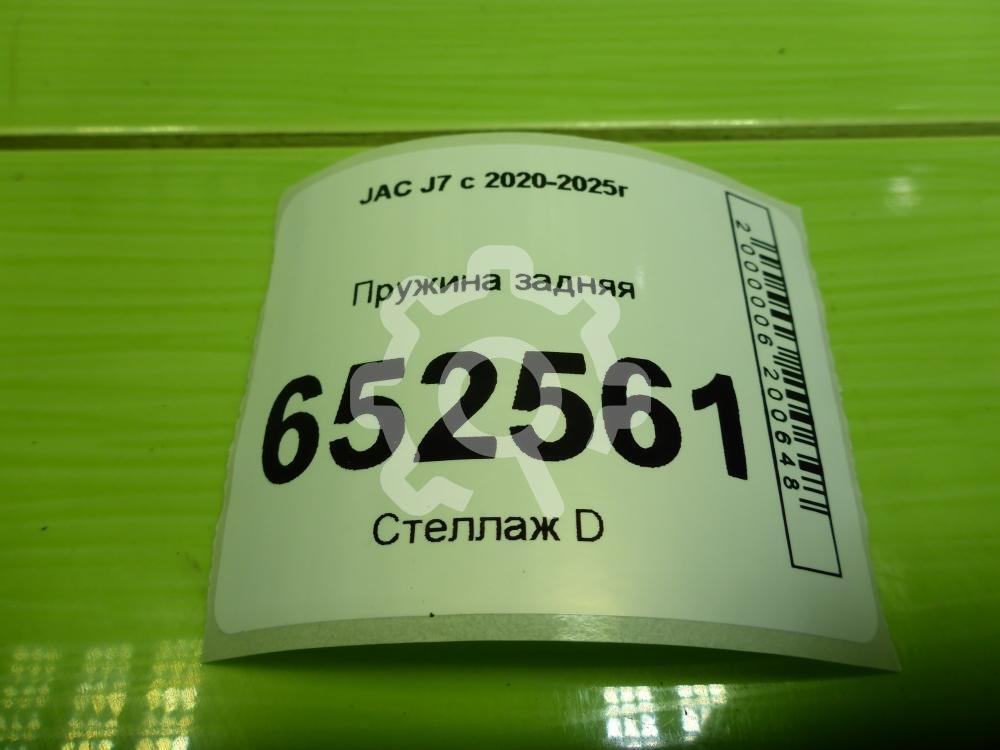 JAC J7 с 2020-2025г
Пружина задняя
652561
Стеллаж D
2000006200648